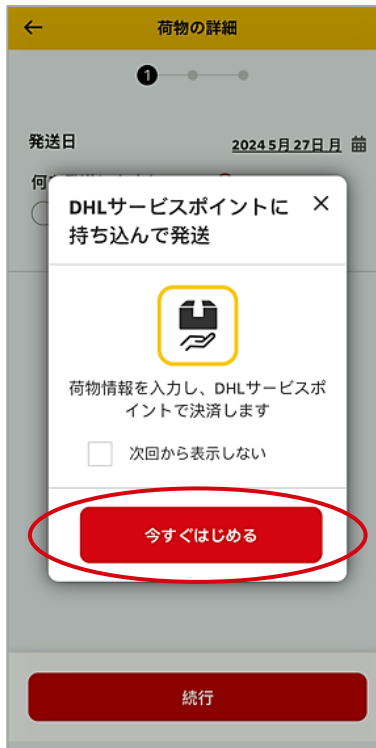 荷物の詳細
1
発送日
2024 5月 27日 月
何
DHLサービスポイントに
持ち込んで発送
荷物情報を入力し、DHLサービスポ
イントで決済します
次回から表示しない
今すぐはじめる
続行